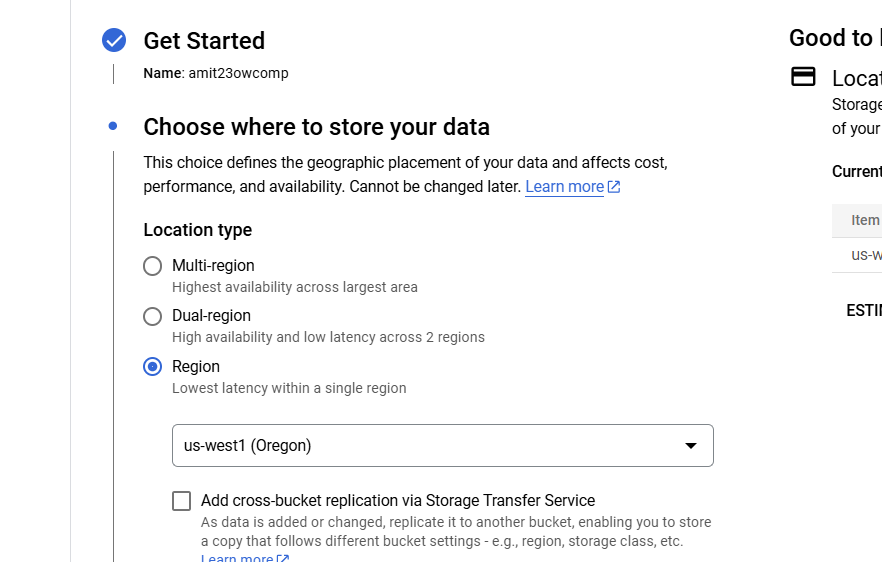 Get Started
Name: amit23owcomp
Choose where to store your data
This choice defines the geographic placement of your data and affects cost,
performance, and availability. Cannot be changed later. Learn more
Location type
Multi-region
Highest availability across largest area
Dual-region
High availability and low latency across 2 regions
Region
Lowest latency within a single region
us-west1 (Oregon)
Add cross-bucket replication via Storage Transfer Service
As data is added or changed, replicate it to another bucket, enabling you to store
a copy that follows different bucket settings - e.g., region, storage class, etc.
Learn more
Good to
Locat
Storage
of your
Current
Item
us-w
ESTI